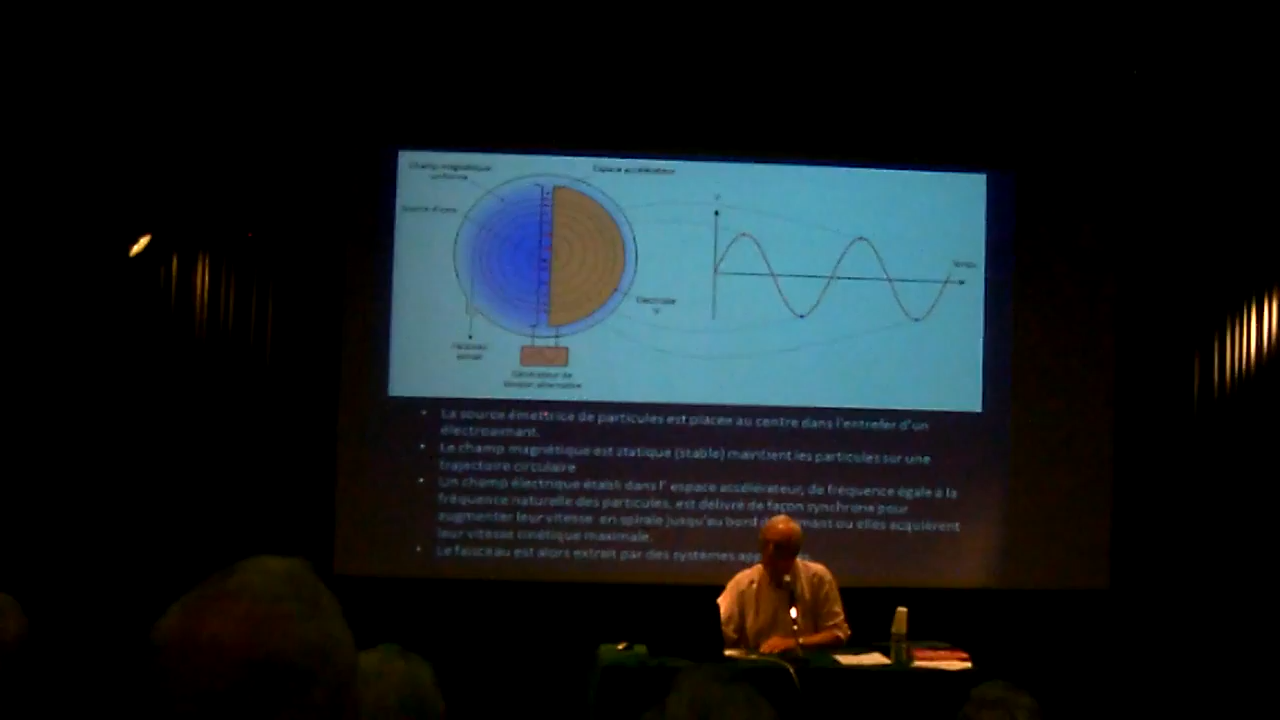 Champ magnétique
uniforme
Espace accélérateur
Source d'ions
Temps
V
Electrode
V
Faisceau
Générateur de
tension alternative
• La source émettrice de particules est placée au centre dans l'entrefer d'un
électroaimant.
• Le champ magnétique est statique (stable) maintient les particules sur une
trajectoire circulaire
• Un champ électrique établi dans l' espace accélérateur, de fréquence égale à la
fréquence naturelle des particules, est délivré de façon synchrone pour
augmenter leur vitesse en spirale jusqu'au bord ou elles acquièrent
leur vitesse cinétique maximale.
• Le faisceau est alors extrait par des systèmes